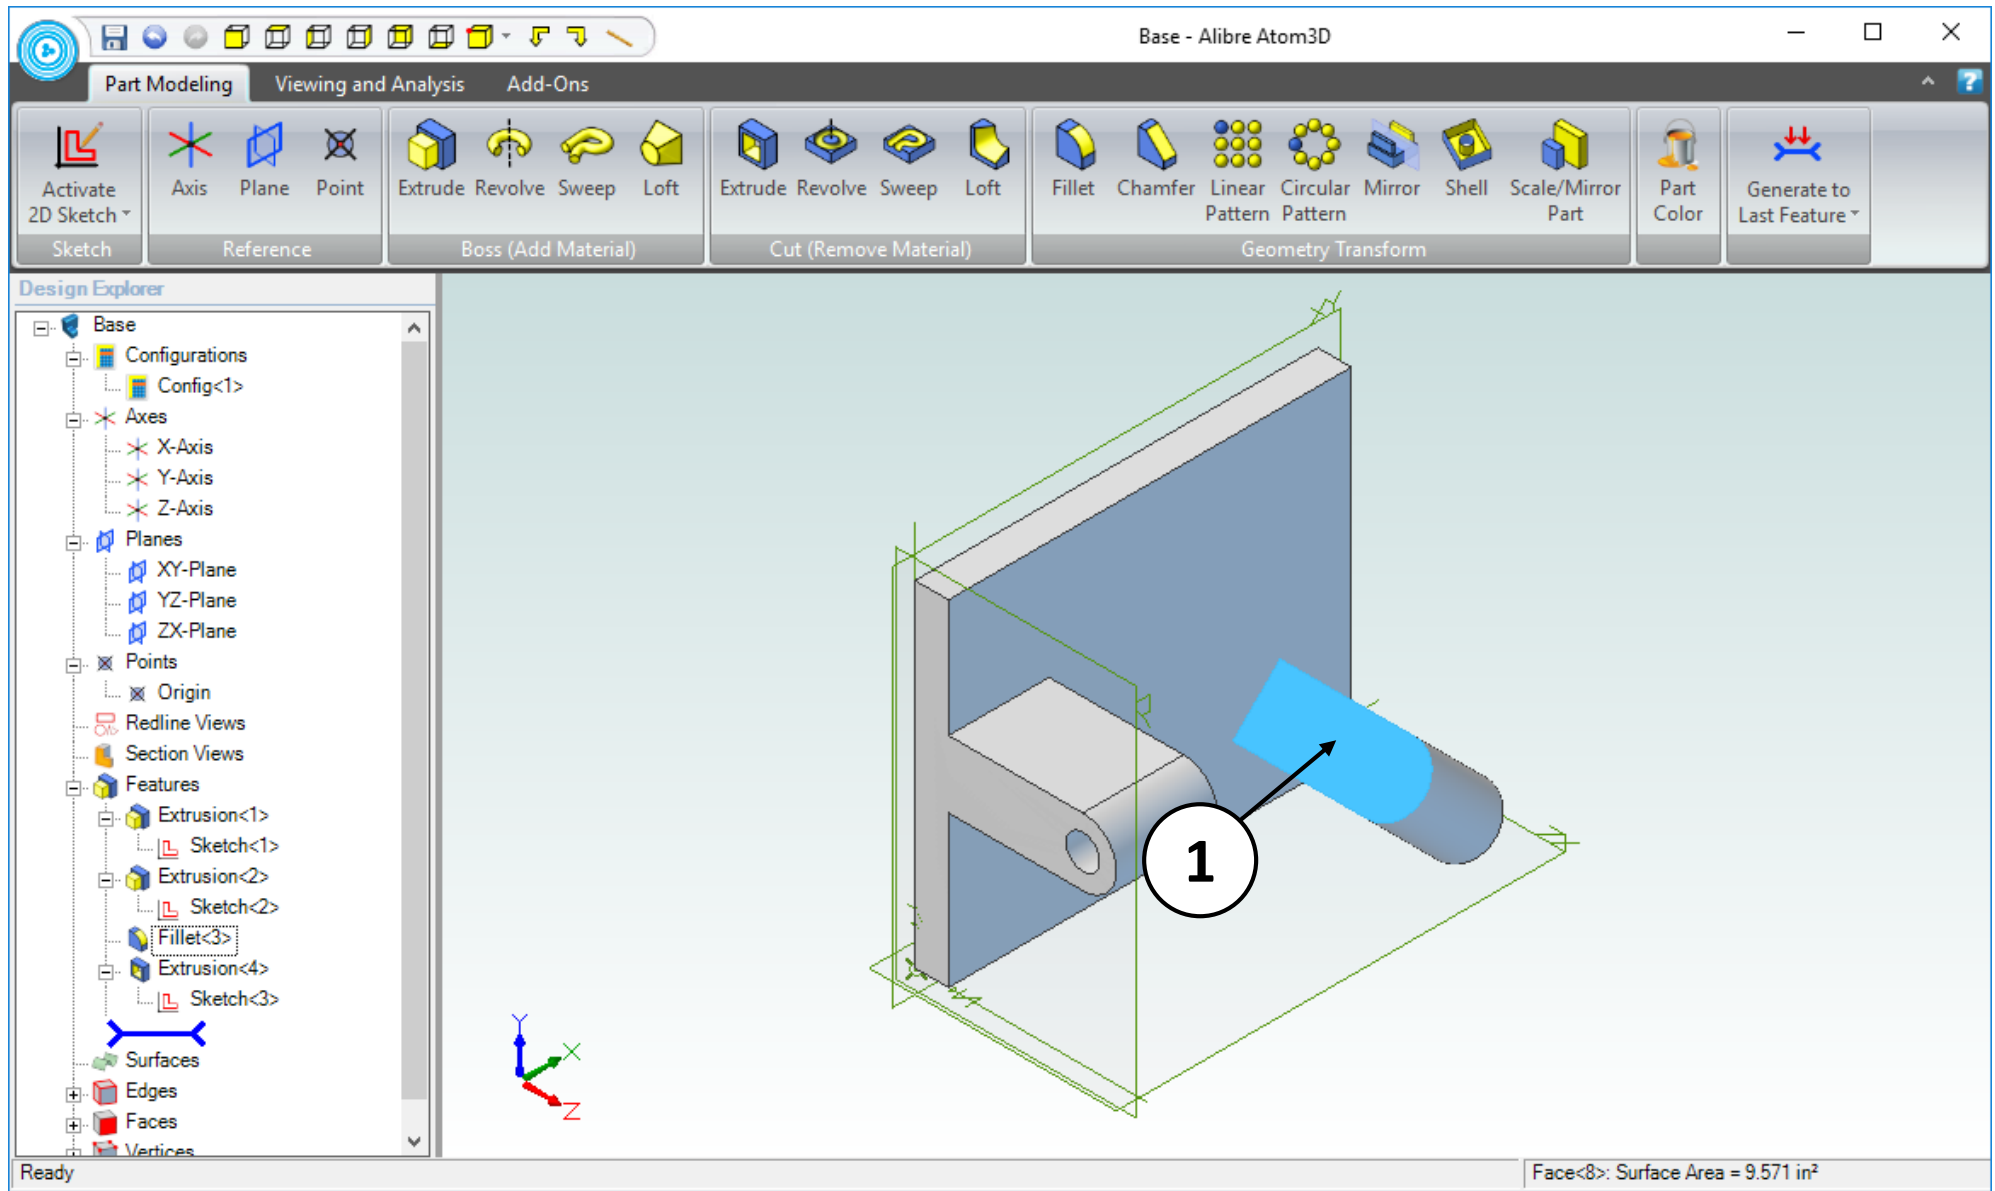 Base - Alibre Atom3D
Part Modeling
Viewing and Analysis
Add-Ons
Activate
2D Sketch
Axis
Plane
Point
Extrude
Revolve
Sweep
Loft
Extrude
Revolve
Sweep
Loft
Fillet
Chamfer
Linear
Pattern
Circular
Pattern
Mirror
Shell
Scale/Mirror
Part
Part
Color
Generate to
Last Feature
Sketch
Reference
Boss (Add Material)
Cut (Remove Material)
Geometry Transform
Design Explorer
Base
Configurations
Config<1>
Axes
X-Axis
Y-Axis
Z-Axis
Planes
XY-Plane
YZ-Plane
ZX-Plane
Points
Origin
Redline Views
Section Views
Features
Extrusion<1>
Sketch<1>
Extrusion<2>
Sketch<2>
Fillet<3>
Extrusion<4>
Sketch<3>
Surfaces
Edges
Faces
Vertices
1
Y
X
Z
Ready
Face<8>: Surface Area = 9.571 in²